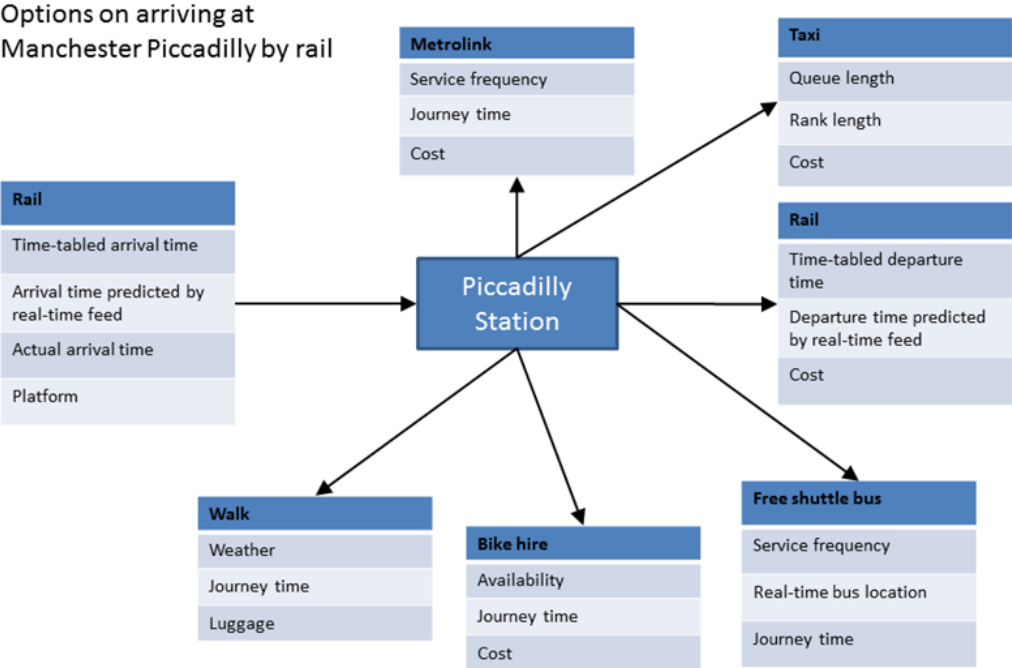 Options on arriving at
Manchester Piccadilly by rail
Metrolink
Service frequency
Journey time
Cost
Taxi
Queue length
Rank length
Cost
Rail
Time-tabled arrival time
Arrival time predicted by
real-time feed
Actual arrival time
Platform
Piccadilly
Station
Rail
Time-tabled departure
time
Departure time predicted
by real-time feed
Cost
Walk
Weather
Journey time
Luggage
Bike hire
Availability
Journey time
Cost
Free shuttle bus
Service frequency
Real-time bus location
Journey time